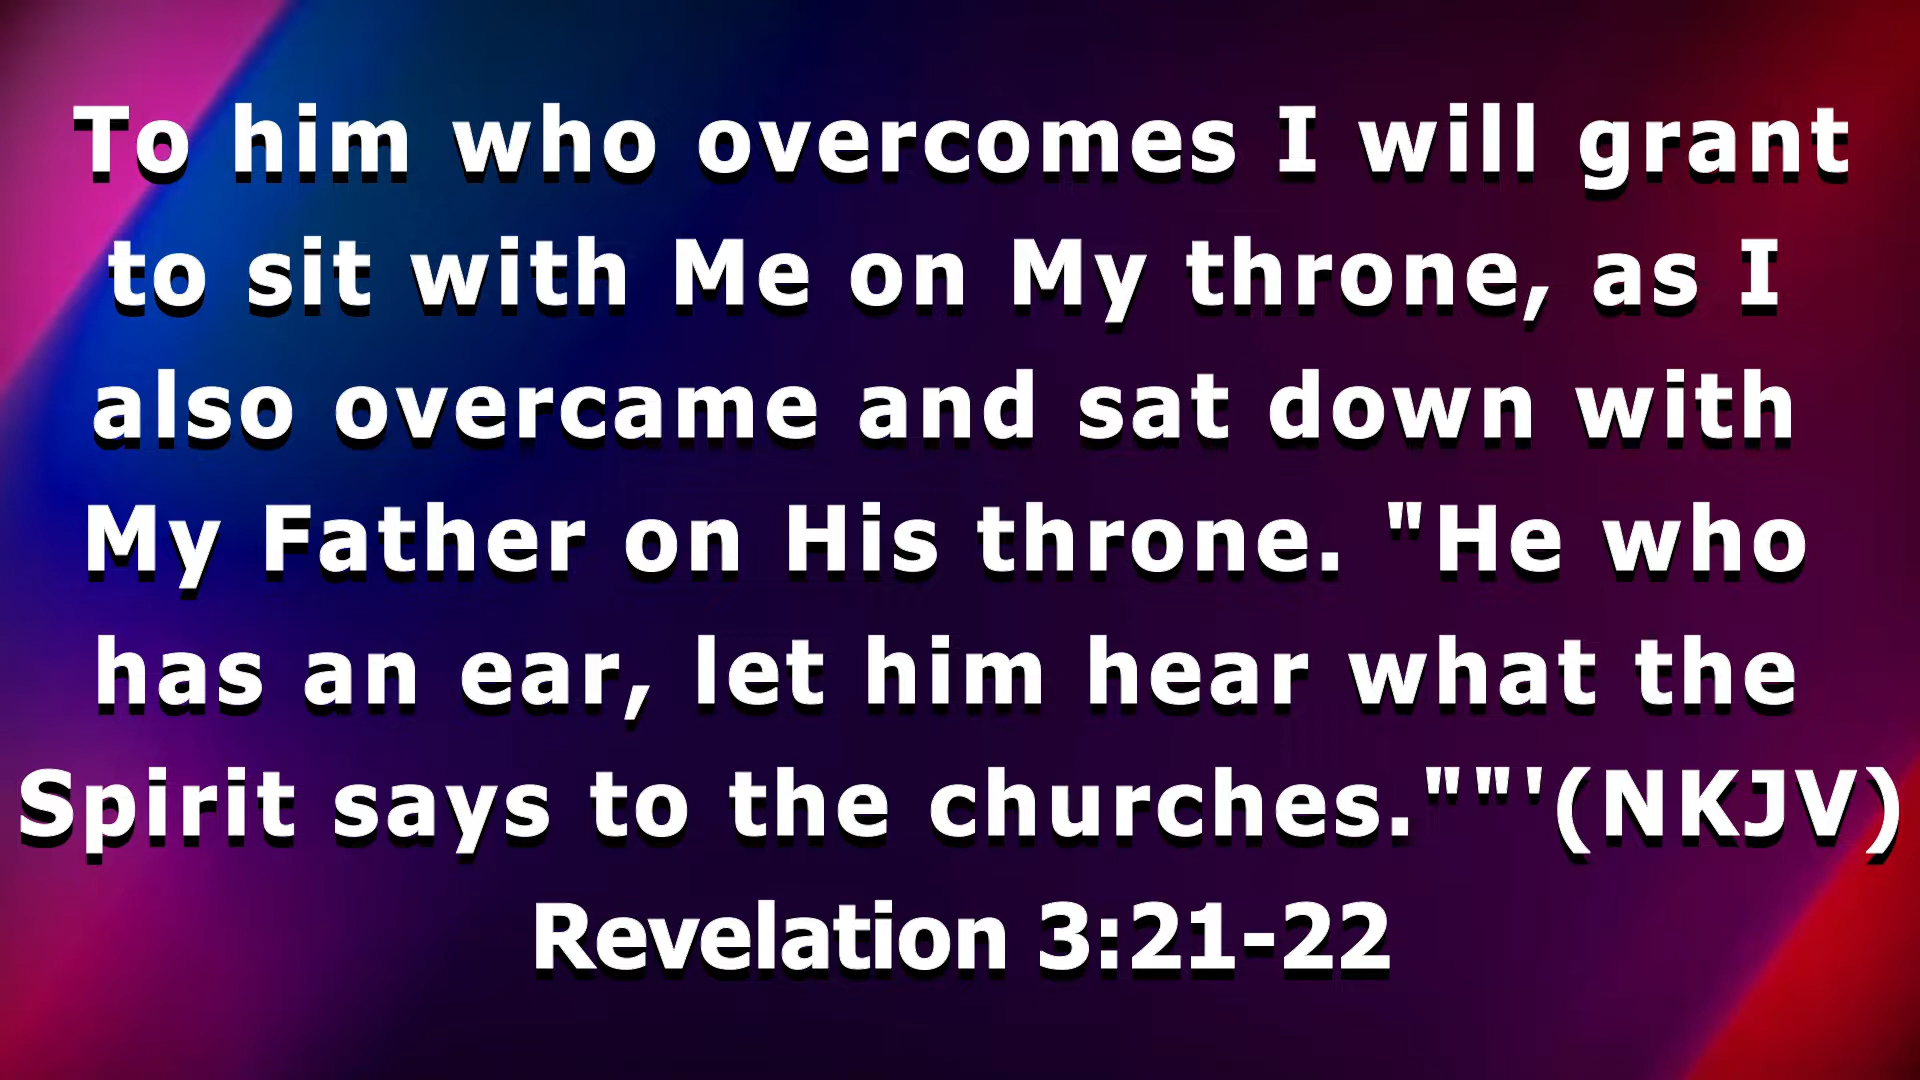 To him who overcomes I will grant
to sit with Me on My throne, as I
also overcame and sat down with
My Father on His throne. "He who
has an ear, let him hear what the
Spirit says to the churches.""'(NKJV)
Revelation 3:21-22